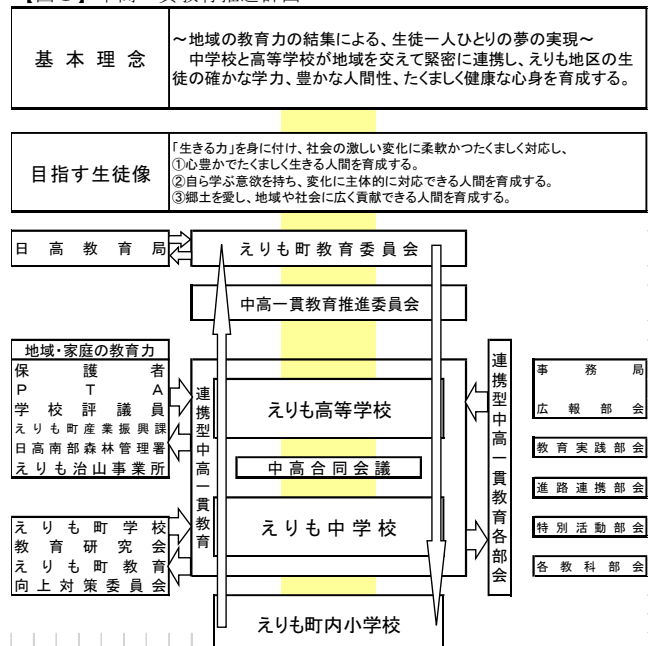 基本理念
～地域の教育力の結集による、生徒一人ひとりの夢の実現～
中学校と高等学校が地域を交えて緊密に連携し、えりも地区の生
徒の確かな学力、豊かな人間性、たくましく健康な心身を育成する。
目指す生徒像
「生きる力」を身に付け、社会の激しい変化に柔軟かつたくましく対応し、
①心豊かでたくましく生きる人間を育成する。
②自ら学ぶ意欲を持ち、変化に主体的に対応できる人間を育成する。
③郷土を愛し、地域や社会に広く貢献できる人間を育成する。
日高教育局
えりも町教育委員会
中高一貫教育推進委員会
地域・家庭の教育力
保護者
PTA
学校評議員
えりも町産業振興課
日高南部森林管理署
えりも治山事業所
えりも町学校
教育研究会
えりも町教育
向上対策委員会
連携型中高一貫教育
えりも高等学校
中高合同会議
えりも中学校
えりも町内小学校
連携型中高一貫教育各部会
事務局
広報部会
教育実践部会
進路連携部会
特別活動部会
各教科部会